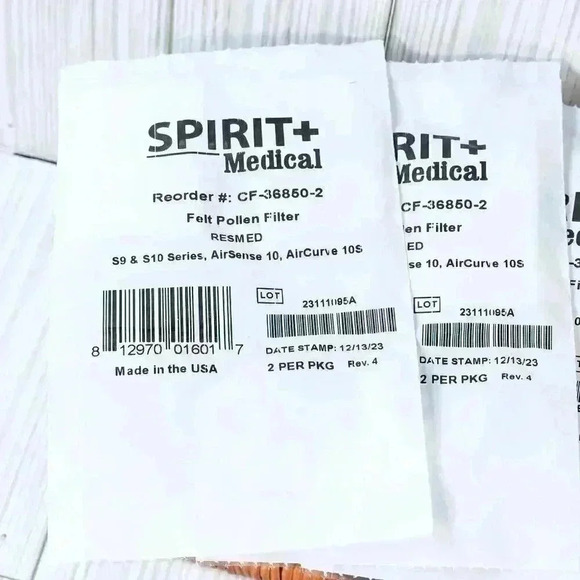 SPIRIT+
Medical
Reorder #: CF-36850-2
Felt Pollen Filter
RESMED
S9 & S10 Series, AirSense 10, AirCurve 10S
LOT
23111095A
8 12970 01601 7
DATE STAMP: 12/13/23
Made in the USA
2 PER PKG Rev. 4
RIT+
Medical
CF-36850-2
len Filter
ED
se 10, AirCurve 10S
LOT
23111095A
DATE STAMP: 12/13/23
2 PER PKG Rev. 4